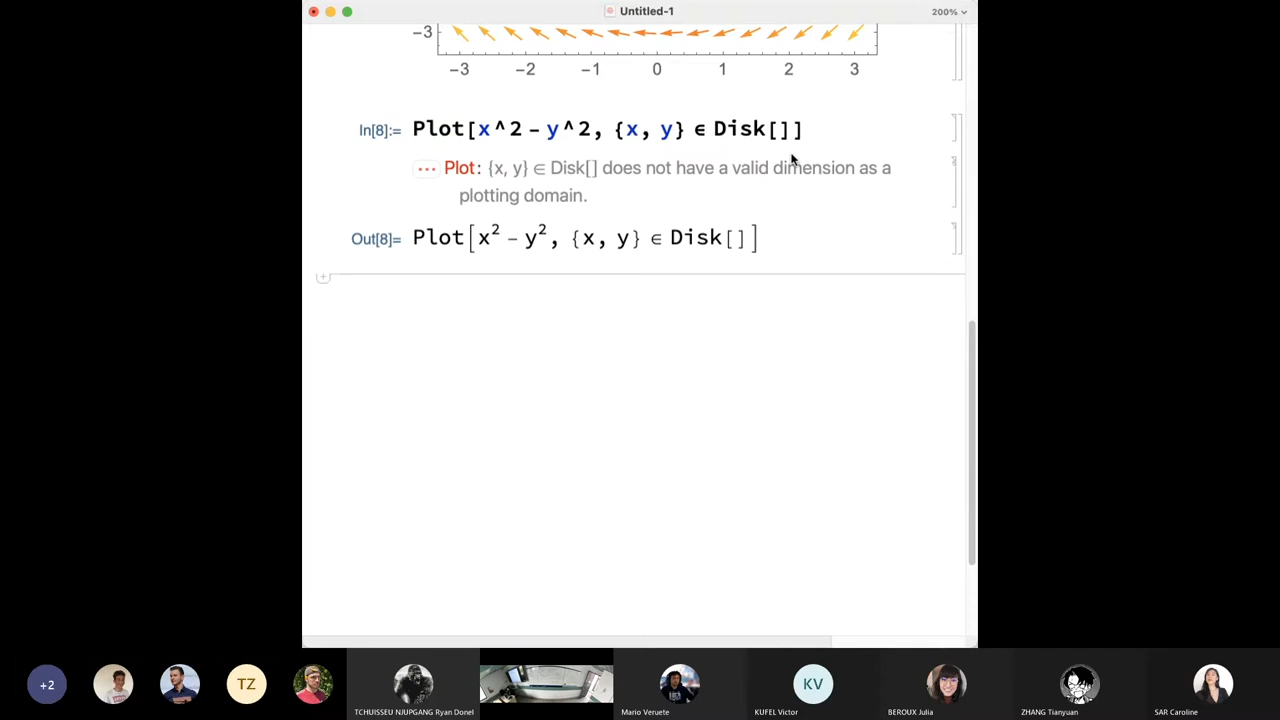 Untitled-1
200%
−3
−3 −2 −1 0 1 2 3
In[8]:= Plot[x^2 - y^2, {x, y} ∈ Disk[]]
Plot: {x, y} ∈ Disk[] does not have a valid dimension as a
plotting domain.
Out[8]= Plot[x² - y², {x, y} ∈ Disk[]]
+2
TZ
KV
TCHUISSEU NJUPGANG Ryan Donel
Mario Veruete
KUFEL Victor
BEROUX Julia
ZHANG Tianyuan
SAR Caroline